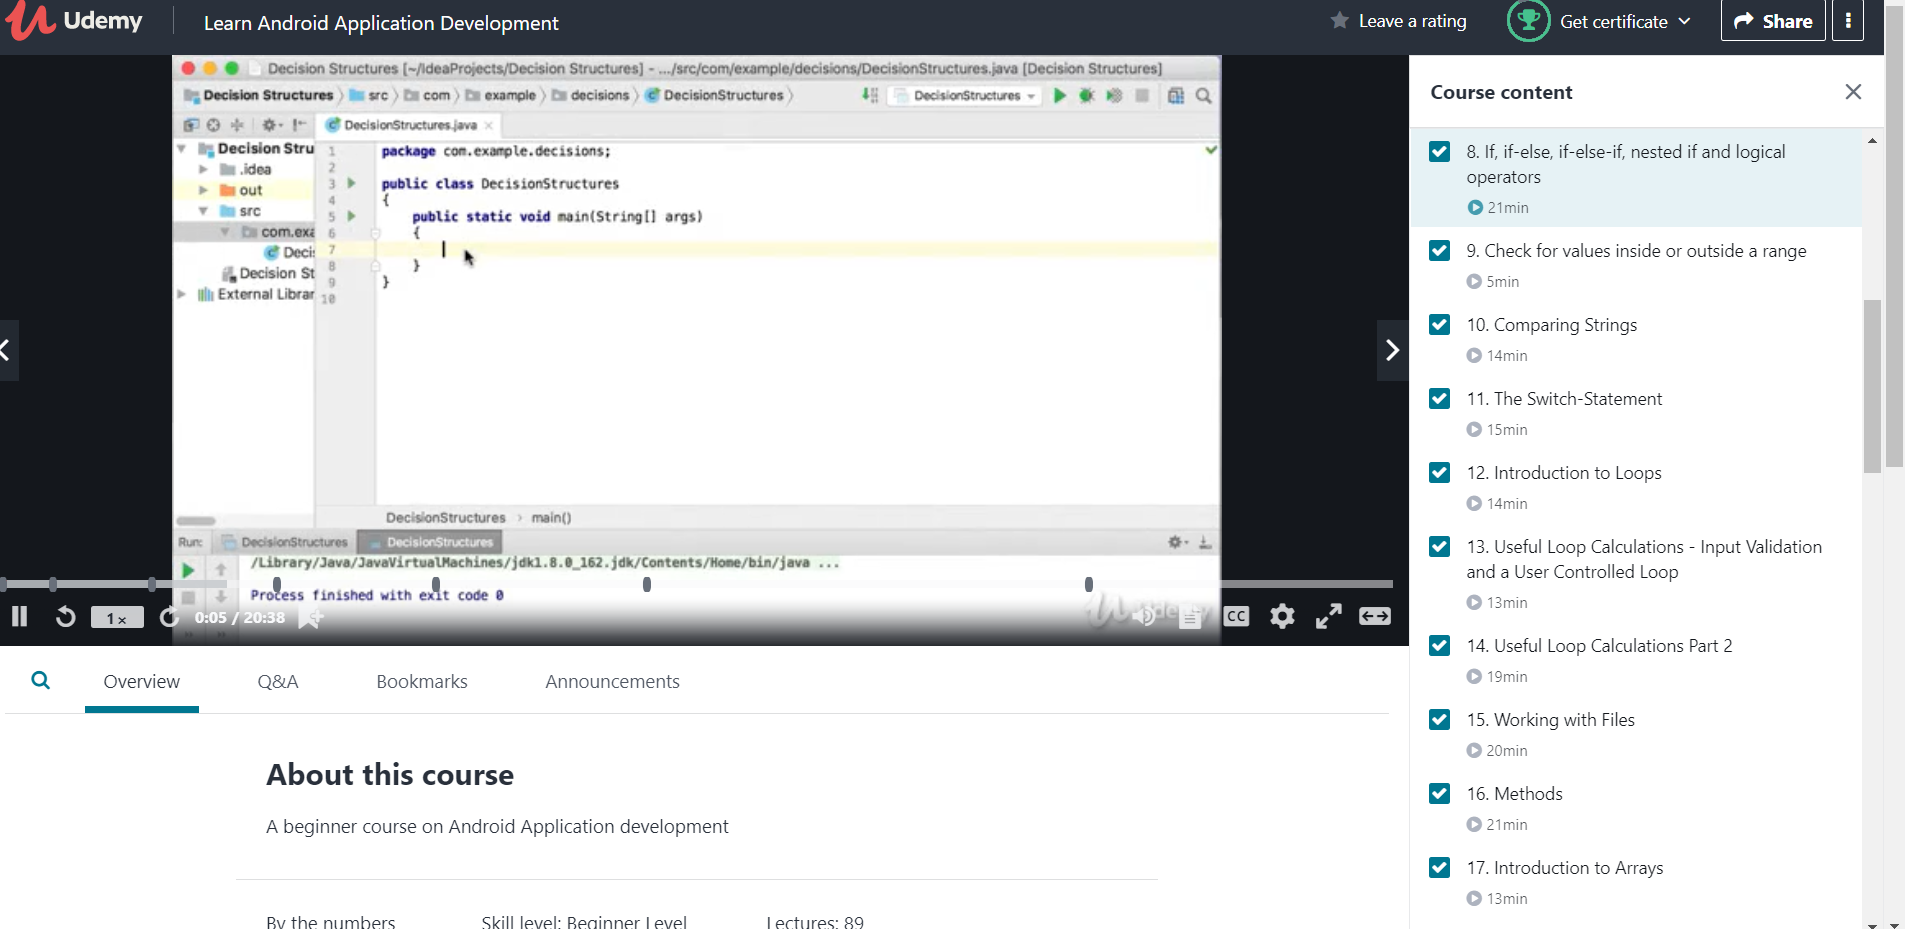 Udemy
Learn Android Application Development
Leave a rating
Get certificate
Share
Decision Structures [~/IdeaProjects/Decision Structures] - .../src/com/example/decisions/DecisionStructures.java [Decision Structures]
Decision Structures src com example decisions DecisionStructures
DecisionStructures
DecisionStructures.java
Decision Stru
.idea
out
src
com.exa
Decis
Decision St
External Librar
1 package com.example.decisions;
2
3 public class DecisionStructures
4 {
5 public static void main(String[] args)
6 {
7
8 }
9 }
10
DecisionStructures › main()
Run: DecisionStructures DecisionStructures
/Library/Java/JavaVirtualMachines/jdk1.8.0_162.jdk/Contents/Home/bin/java ...
Process finished with exit code 0
1 x
0:05 / 20:38
Udemy
CC
Overview
Q&A
Bookmarks
Announcements
About this course
A beginner course on Android Application development
By the numbers
Skill level: Beginner Level
Lectures: 89
Course content
8. If, if-else, if-else-if, nested if and logical
operators
21min
9. Check for values inside or outside a range
5min
10. Comparing Strings
14min
11. The Switch-Statement
15min
12. Introduction to Loops
14min
13. Useful Loop Calculations - Input Validation
and a User Controlled Loop
13min
14. Useful Loop Calculations Part 2
19min
15. Working with Files
20min
16. Methods
21min
17. Introduction to Arrays
13min